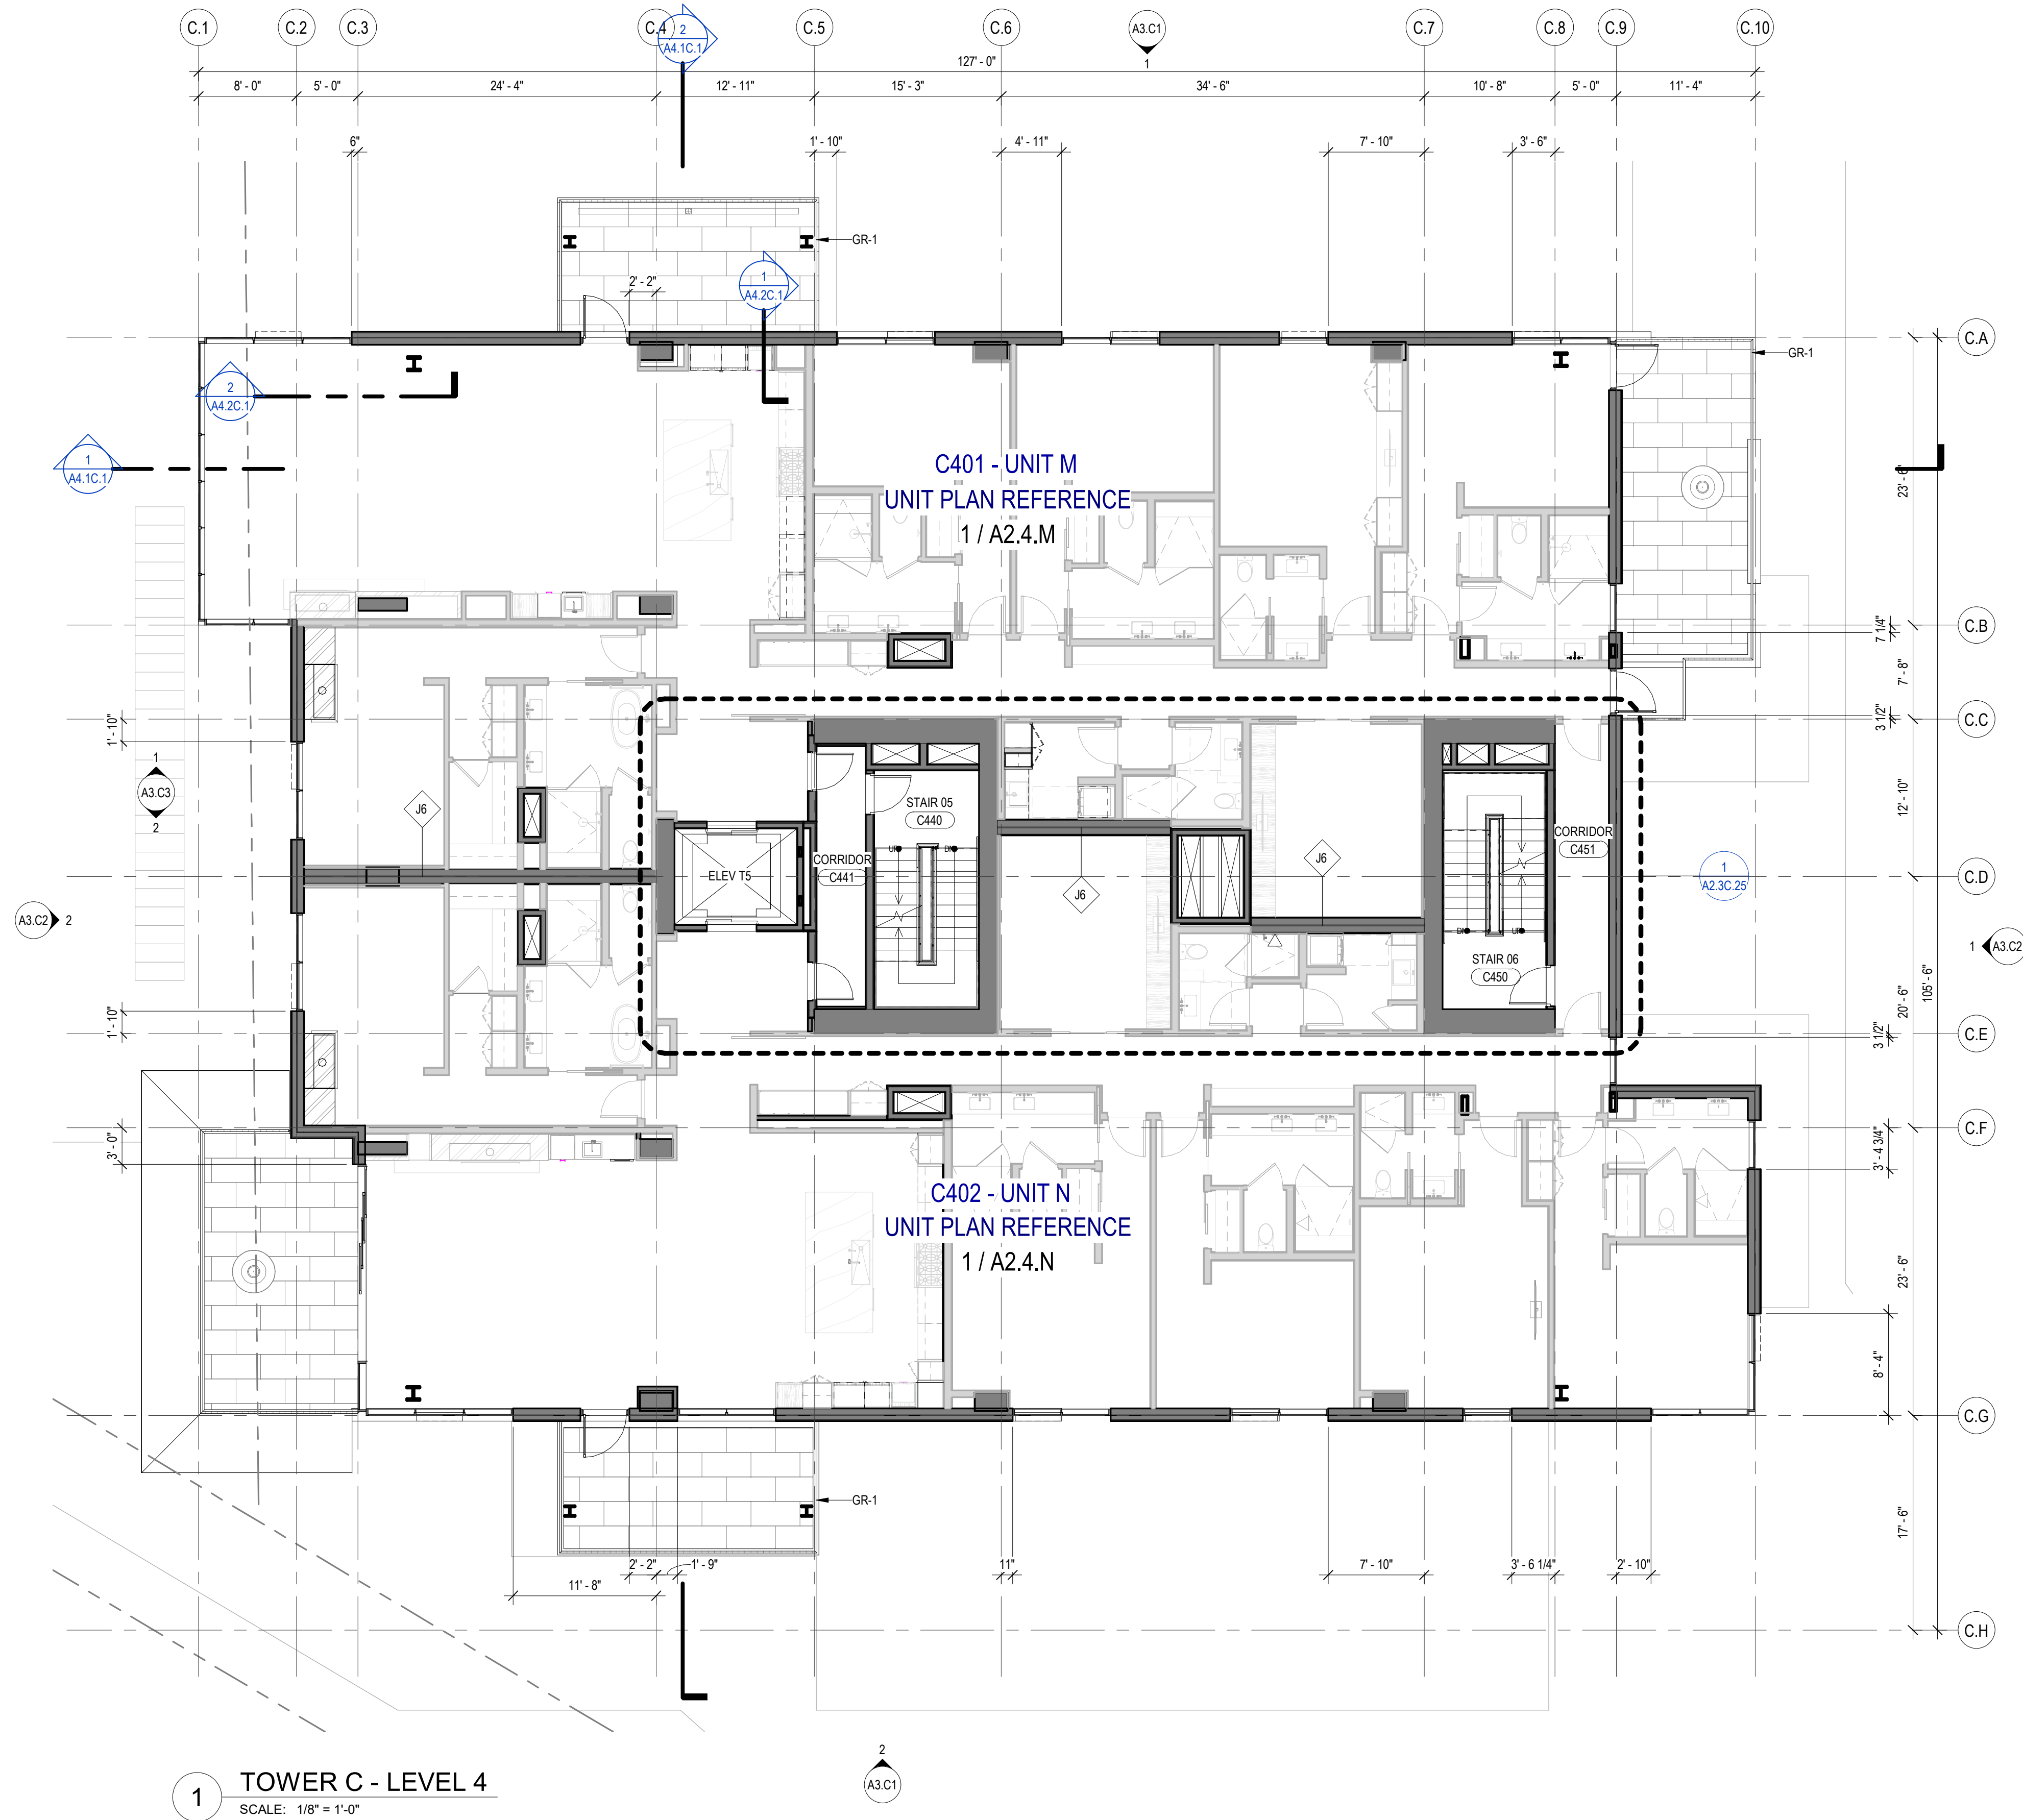 C.1 C.2 C.3 C.4 C.5 C.6 C.7 C.8 C.9 C.10
2
A4.1C.1
A3.C1
1
127' - 0"
8' - 0" 5' - 0" 24' - 4" 12' - 11" 15' - 3" 34' - 6" 10' - 8" 5' - 0" 11' - 4"
6" 1' - 10" 4' - 11" 7' - 10" 3' - 6"
GR-1
2' - 2"
1
A4.2C.1
C.A
GR-1
2
A4.2C.1
1
A4.1C.1
C401 - UNIT M
UNIT PLAN REFERENCE
1 / A2.4.M
23' - 6"
C.B
7 1/4"
7' - 8"
C.C
3 1/2"
1' - 10"
1
A3.C3
2
J6
STAIR 05
C440
UP DN
CORRIDOR
C441
ELEV T5
J6
J6
CORRIDOR
C451
12' - 10"
1
A2.3C.25
C.D
A3.C2 2
1 A3.C2
DN UP
STAIR 06
C450
20' - 6"
105' - 6"
1' - 10"
3 1/2"
C.E
C.F
3' - 0"
3' - 4 3/4"
C402 - UNIT N
UNIT PLAN REFERENCE
1 / A2.4.N
23' - 6"
8' - 4"
C.G
GR-1
17' - 6"
2' - 2" 1' - 9" 11" 7' - 10" 3' - 6 1/4" 2' - 10"
11' - 8"
C.H
2
A3.C1
1 TOWER C - LEVEL 4
SCALE: 1/8" = 1'-0"